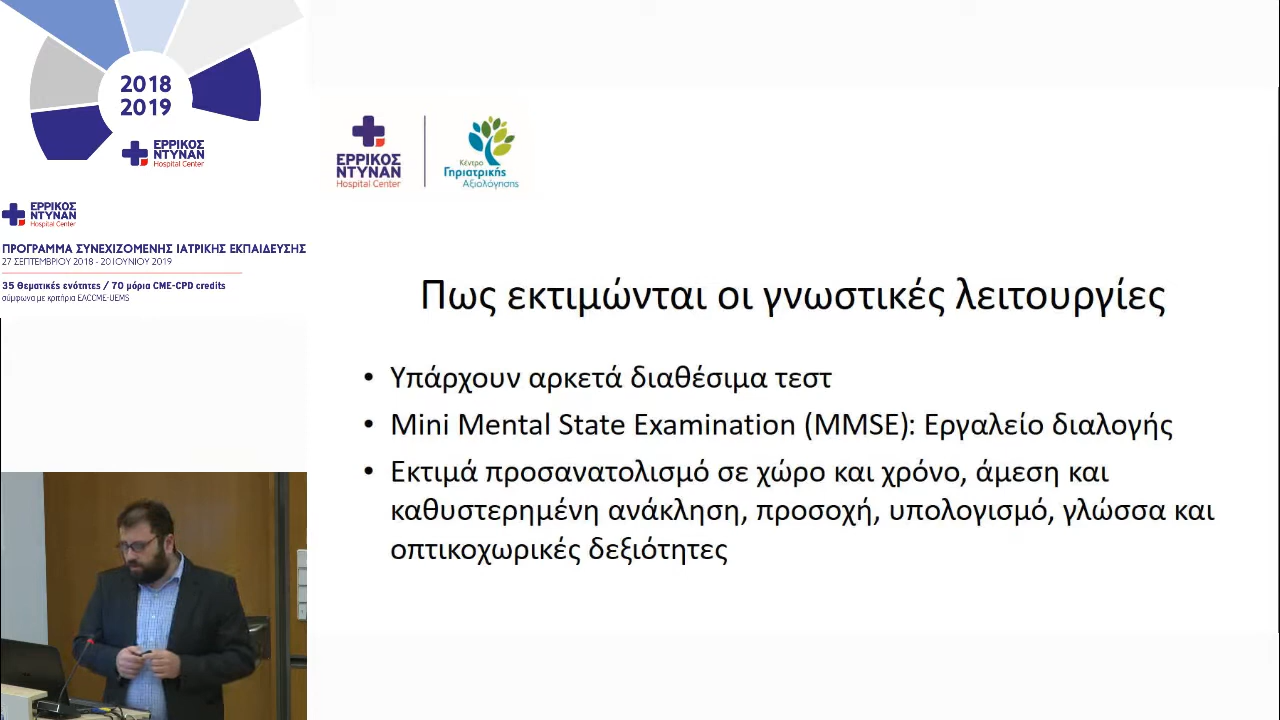 2018
2019
ΕΡΡΙΚΟΣ
ΝΤΥΝΑΝ
Hospital Center
ΕΡΡΙΚΟΣ
ΝΤΥΝΑΝ
Hospital Center
ΠΡΟΓΡΑΜΜΑ ΣΥΝΕΧΙΖΟΜΕΝΗΣ ΙΑΤΡΙΚΗΣ ΕΚΠΑΙΔΕΥΣΗΣ
27 ΣΕΠΤΕΜΒΡΙΟΥ 2018 - 20 ΙΟΥΝΙΟΥ 2019
35 Θεματικές ενότητες / 70 μόρια CME-CPD credits
σύμφωνα με κριτήρια EACCME-UEMS
ΕΡΡΙΚΟΣ
ΝΤΥΝΑΝ
Hospital Center
Κέντρο
Γηριατρικής
Αξιολόγησης
Πως εκτιμώνται οι γνωστικές λειτουργίες
• Υπάρχουν αρκετά διαθέσιμα τεστ
• Mini Mental State Examination (MMSE): Εργαλείο διαλογής
• Εκτιμά προσανατολισμό σε χώρο και χρόνο, άμεση και
καθυστερημένη ανάκληση, προσοχή, υπολογισμό, γλώσσα και
οπτικοχωρικές δεξιότητες